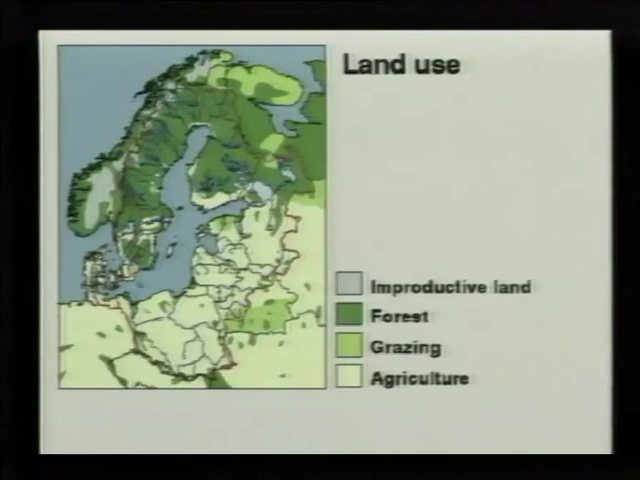 Land use
Improductive land
Forest
Grazing
Agriculture